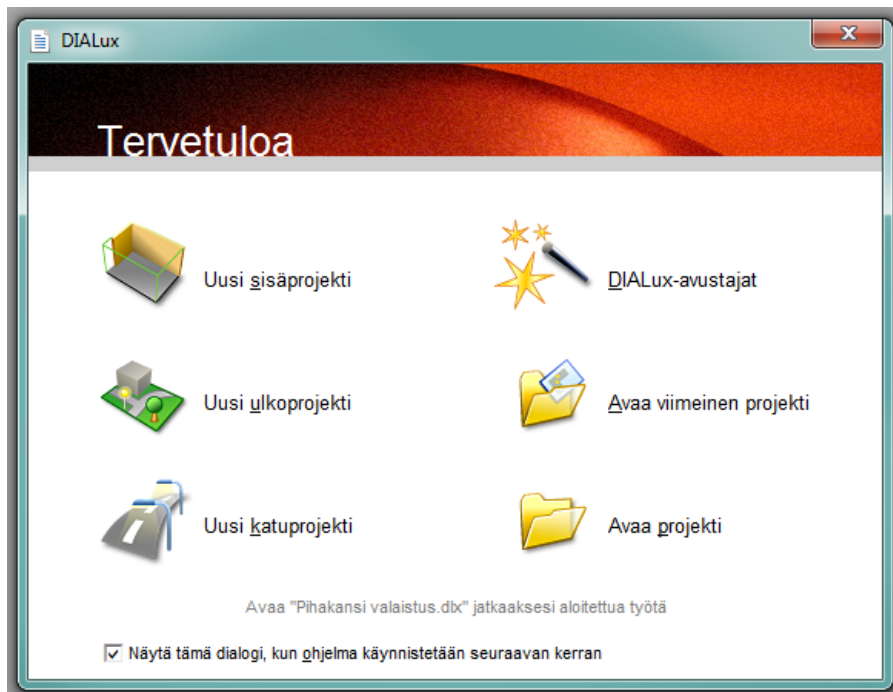 DIALux
Tervetuloa
Uusi sisäprojekti
DIALux-avustajat
Uusi ulkoprojekti
Avaa viimeinen projekti
Uusi katuprojekti
Avaa projekti
Avaa "Pihakansi valaistus.dlx" jatkaaksesi aloitettua työtä
Näytä tämä dialogi, kun ohjelma käynnistetään seuraavan kerran